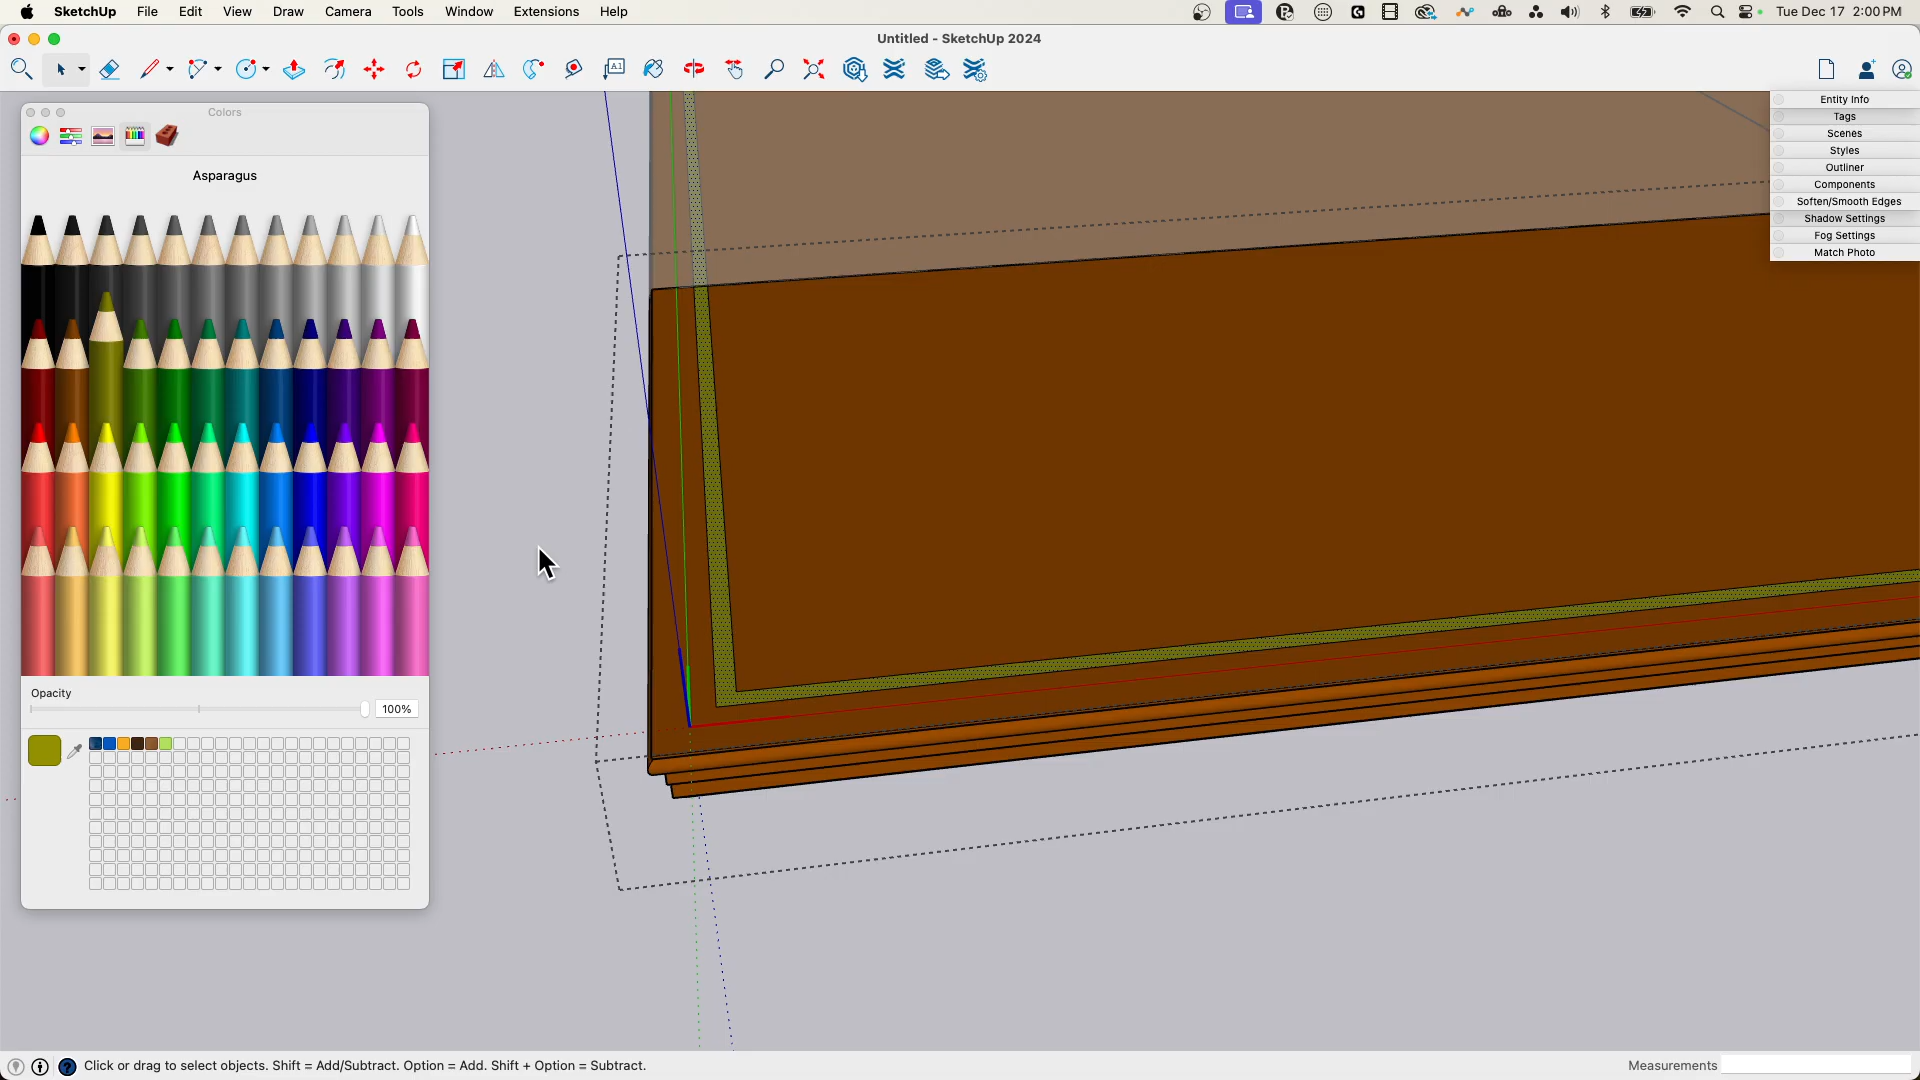 SketchUp File Edit View Draw Camera Tools Window Extensions Help
Tue Dec 17 2:00 PM
Untitled - SketchUp 2024
A1
Colors
Asparagus
Opacity
100%
Entity Info
Tags
Scenes
Styles
Outliner
Components
Soften/Smooth Edges
Shadow Settings
Fog Settings
Match Photo
Click or drag to select objects. Shift = Add/Subtract. Option = Add. Shift + Option = Subtract.
Measurements